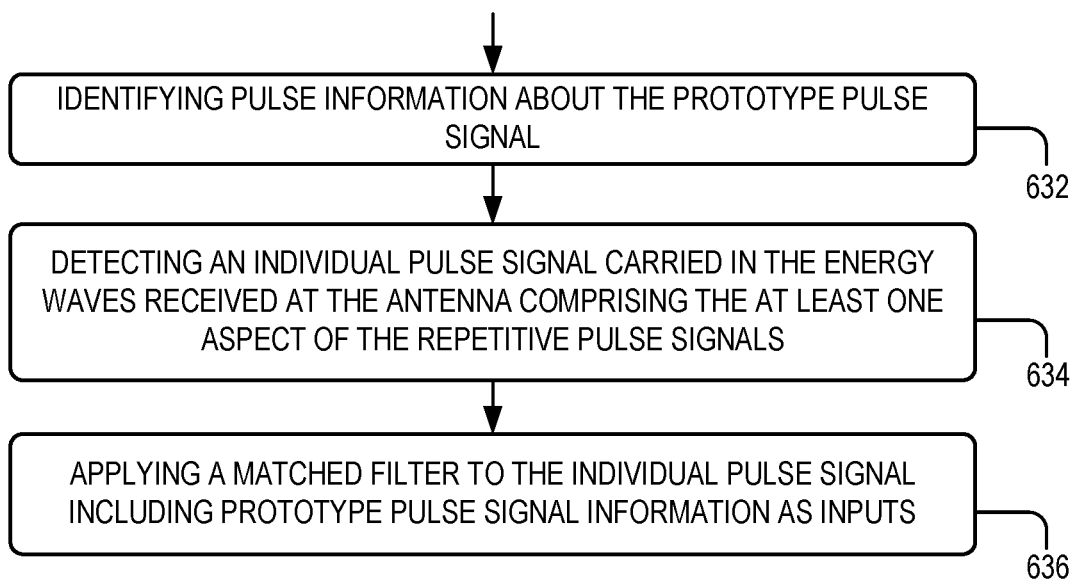 IDENTIFYING PULSE INFORMATION ABOUT THE PROTOTYPE PULSE
SIGNAL
632
DETECTING AN INDIVIDUAL PULSE SIGNAL CARRIED IN THE ENERGY
WAVES RECEIVED AT THE ANTENNA COMPRISING THE AT LEAST ONE
ASPECT OF THE REPETITIVE PULSE SIGNALS
634
APPLYING A MATCHED FILTER TO THE INDIVIDUAL PULSE SIGNAL
INCLUDING PROTOTYPE PULSE SIGNAL INFORMATION AS INPUTS
636